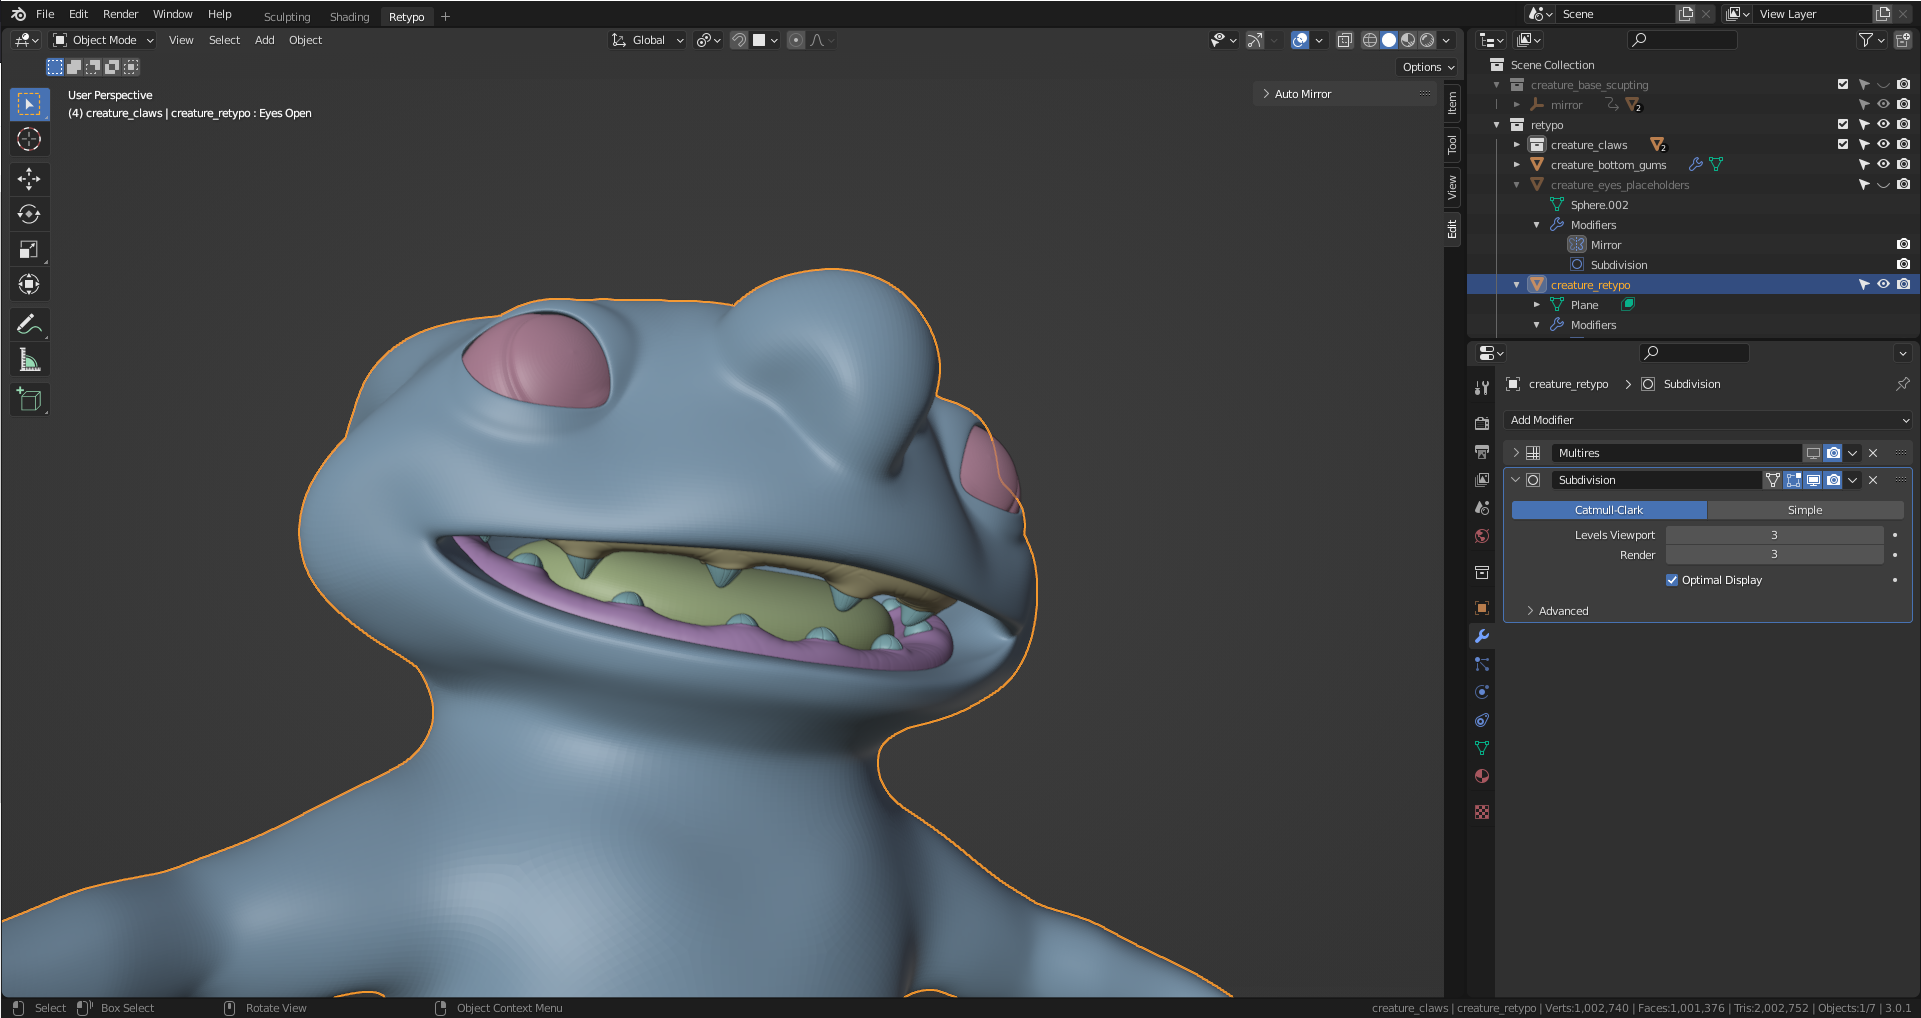 File Edit Render Window Help Sculpting Shading Retypo + Scene View Layer
Object Mode View Select Add Object Global
Options
User Perspective
(4) creature_claws | creature_retypo : Eyes Open
Auto Mirror
Item
Tool
View
Edit
Scene Collection
creature_base_scupting
mirror 2
retypo
creature_claws 2
creature_bottom_gums
creature_eyes_placeholders
Sphere.002
Modifiers
Mirror
Subdivision
creature_retypo
Plane
Modifiers
creature_retypo > Subdivision
Add Modifier
Multires
Subdivision
Catmull-Clark Simple
Levels Viewport 3
Render 3
Optimal Display
Advanced
Select Box Select Rotate View Object Context Menu creature_claws | creature_retypo | Verts:1,002,740 | Faces:1,001,376 | Tris:2,002,752 | Objects:1/7 | 3.0.1